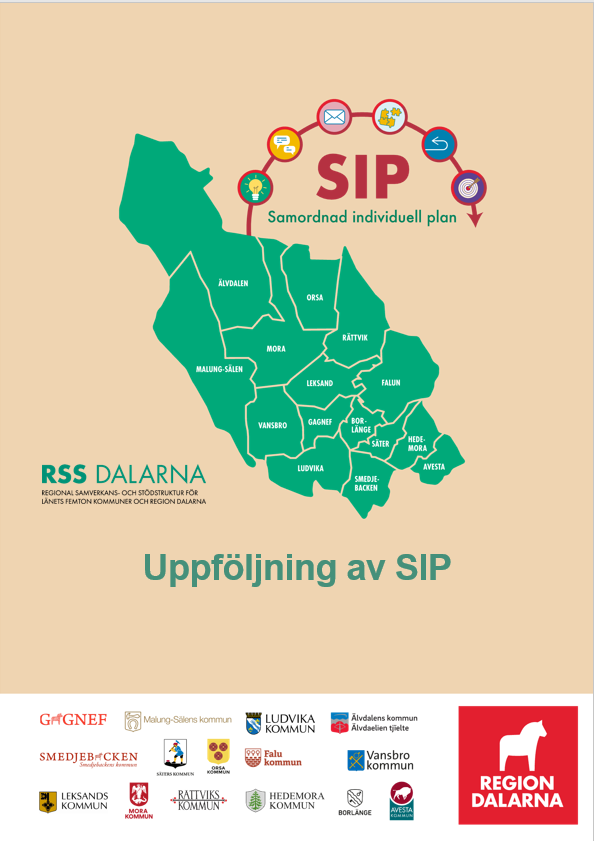 SIP
Samordnad individuell plan
ÄLVDALEN
ORSA
RÄTTVIK
MORA
MALUNG-SÄLEN
LEKSAND
FALUN
VANSBRO
GAGNEF
BOR-
LÄNGE
SÄTER
HEDE-
MORA
AVESTA
LUDVIKA
SMEDJE-
BACKEN
RSS DALARNA
REGIONAL SAMVERKANS- OCH STÖDSTRUKTUR FÖR
LÄNETS FEMTON KOMMUNER OCH REGION DALARNA
Uppföljning av SIP
GAGNEF
Malung-Sälens kommun
LUDVIKA
KOMMUN
Älvdalens kommun
Älvdaelien tjielte
SMEDJEBACKEN
Smedjebackens kommun
SÄTERS KOMMUN
ORSA
KOMMUN
Falu
kommun
Vansbro
kommun
LEKSANDS
KOMMUN
MORA
KOMMUN
RÄTTVIKS
KOMMUN
HEDEMORA
KOMMUN
BORLÄNGE
AVESTA
KOMMUN
REGION
DALARNA